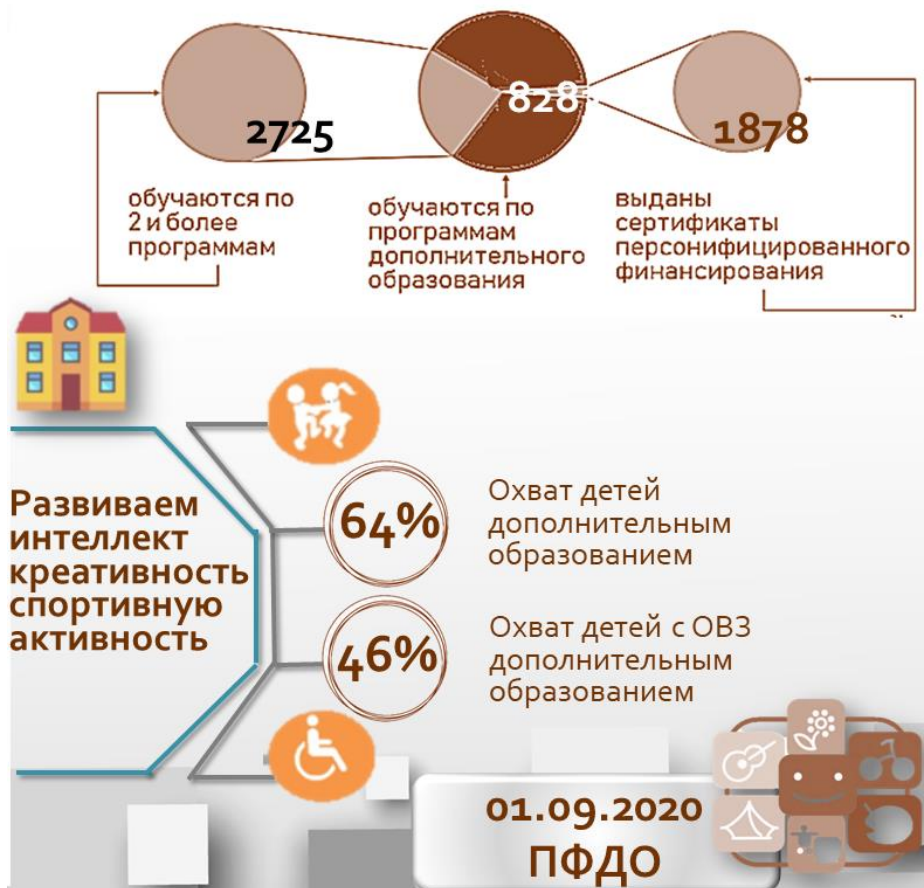 2725
828
1878
обучаются по
2 и более
программам
обучаются по
программам
дополнительного
образования
выданы
сертификаты
персонифицированного
финансирования
Развиваем
интеллект
креативность
спортивную
активность
64%
Охват детей
дополнительным
образованием
46%
Охват детей с ОВЗ
дополнительным
образованием
01.09.2020
ПФДО